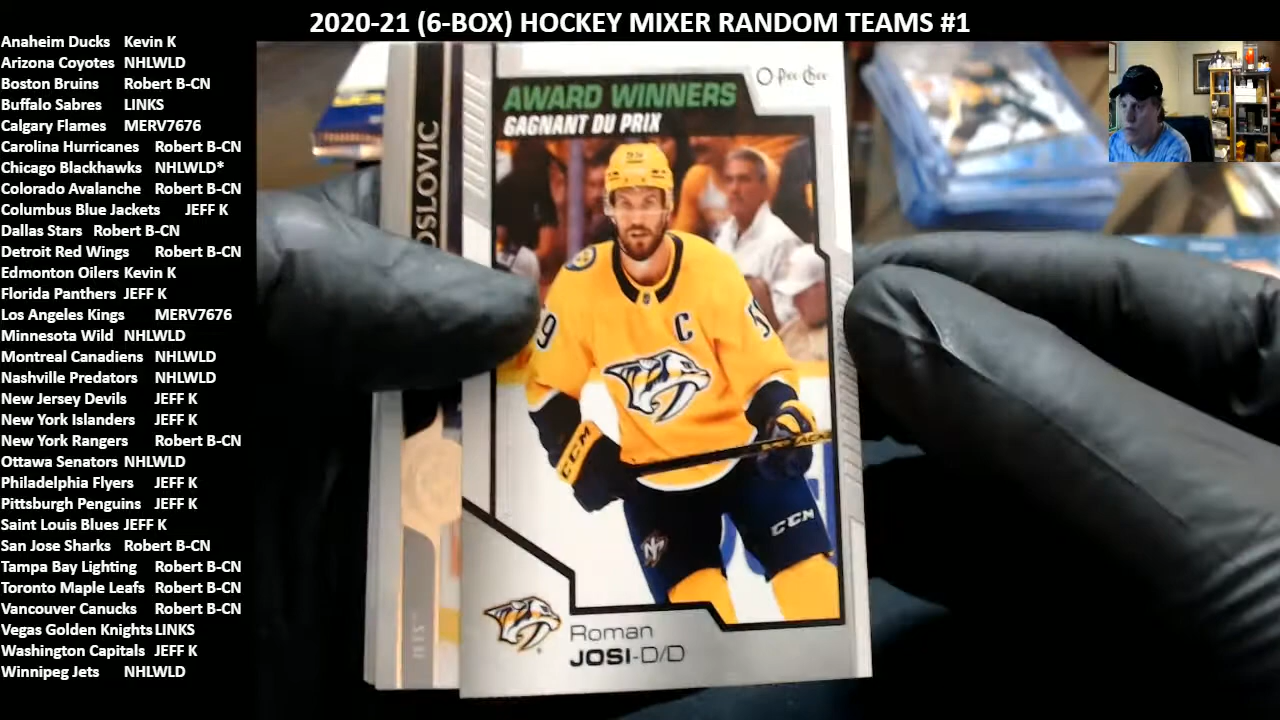 2020-21 (6-BOX) HOCKEY MIXER RANDOM TEAMS #1
Anaheim Ducks Kevin K
Arizona Coyotes NHLWLD
Boston Bruins Robert B-CN
Buffalo Sabres LINKS
Calgary Flames MERV7676
Carolina Hurricanes Robert B-CN
Chicago Blackhawks NHLWLD*
Colorado Avalanche Robert B-CN
Columbus Blue Jackets JEFF K
Dallas Stars Robert B-CN
Detroit Red Wings Robert B-CN
Edmonton Oilers Kevin K
Florida Panthers JEFF K
Los Angeles Kings MERV7676
Minnesota Wild NHLWLD
Montreal Canadiens NHLWLD
Nashville Predators NHLWLD
New Jersey Devils JEFF K
New York Islanders JEFF K
New York Rangers Robert B-CN
Ottawa Senators NHLWLD
Philadelphia Flyers JEFF K
Pittsburgh Penguins JEFF K
Saint Louis Blues JEFF K
San Jose Sharks Robert B-CN
Tampa Bay Lighting Robert B-CN
Toronto Maple Leafs Robert B-CN
Vancouver Canucks Robert B-CN
Vegas Golden Knights LINKS
Washington Capitals JEFF K
Winnipeg Jets NHLWLD
OSLOVIC
O-Pee-Chee
AWARD WINNERS
GAGNANT DU PRIX
59
C
59
9
CCM
CCM
Roman
JOSI-D/D